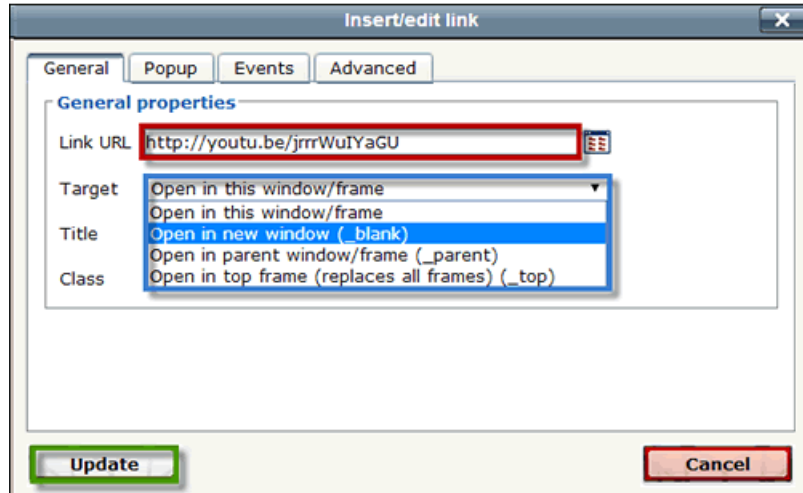 Insert/edit link
General Popup Events Advanced
General properties
Link URL http://youtu.be/jrrrWuIYaGU
Target Open in this window/frame
Open in this window/frame
Title Open in new window (_blank)
Open in parent window/frame (_parent)
Class Open in top frame (replaces all frames) (_top)
Update Cancel